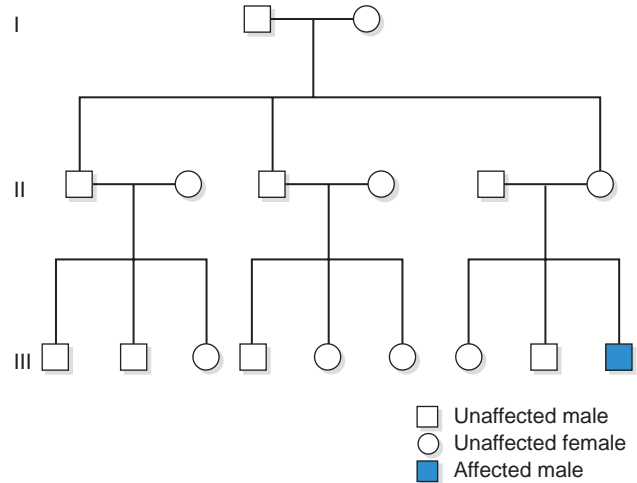 I
II
III
Unaffected male
Unaffected female
Affected male